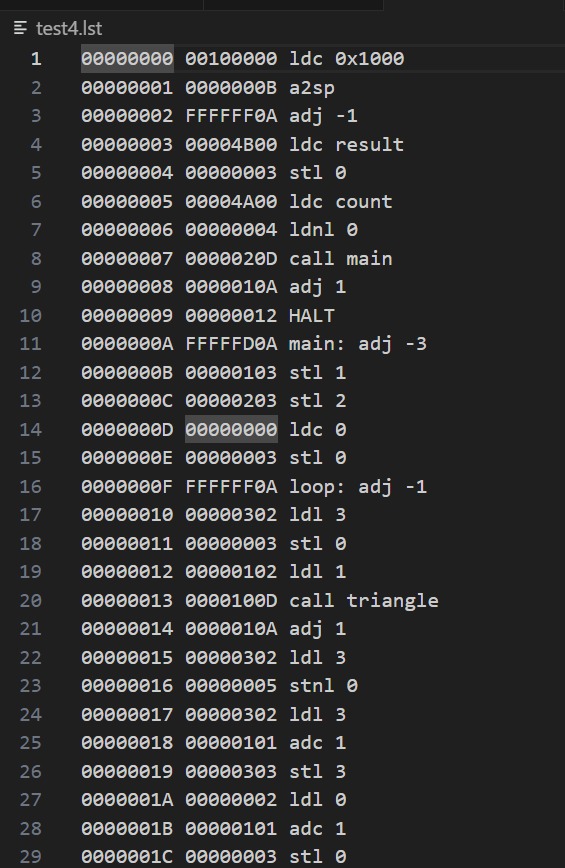 test4.lst
1 00000000 00100000 ldc 0x1000
2 00000001 0000000B a2sp
3 00000002 FFFFFF0A adj -1
4 00000003 00004B00 ldc result
5 00000004 00000003 stl 0
6 00000005 00004A00 ldc count
7 00000006 00000004 ldnl 0
8 00000007 0000020D call main
9 00000008 0000010A adj 1
10 00000009 00000012 HALT
11 0000000A FFFFFD0A main: adj -3
12 0000000B 00000103 stl 1
13 0000000C 00000203 stl 2
14 0000000D 00000000 ldc 0
15 0000000E 00000003 stl 0
16 0000000F FFFFFF0A loop: adj -1
17 00000010 00000302 ldl 3
18 00000011 00000003 stl 0
19 00000012 00000102 ldl 1
20 00000013 0000100D call triangle
21 00000014 0000010A adj 1
22 00000015 00000302 ldl 3
23 00000016 00000005 stnl 0
24 00000017 00000302 ldl 3
25 00000018 00000101 adc 1
26 00000019 00000303 stl 3
27 0000001A 00000002 ldl 0
28 0000001B 00000101 adc 1
29 0000001C 00000003 stl 0